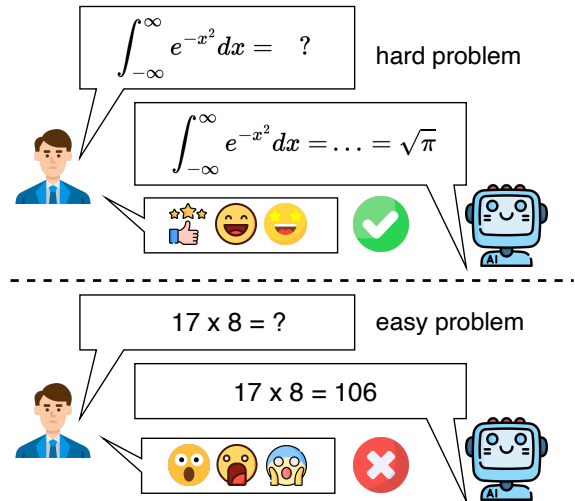 ∫_{-∞}^{∞} e^{-x^2} dx = ?
hard problem
∫_{-∞}^{∞} e^{-x^2} dx = ... = √π
AI
17 x 8 = ?
easy problem
17 x 8 = 106
AI